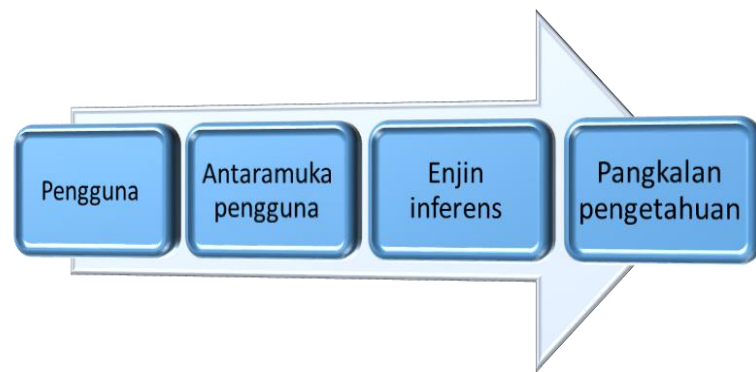 Pengguna
Antaramuka
pengguna
Enjin
inferens
Pangkalan
pengetahuan